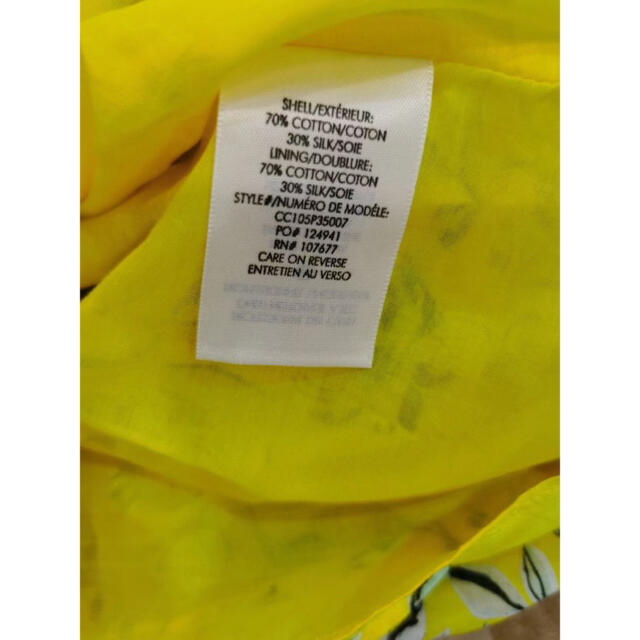 SHELL/EXTÉRIEUR:
70% COTTON/COTON
30% SILK/SOIE
LINING/DOUBLURE:
70% COTTON/COTON
30% SILK/SOIE
STYLE#/NUMÉRO DE MODÉLE:
CC105P35007
PO# 124941
RN# 107677
CARE ON REVERSE
ENTRETIEN AU VERSO